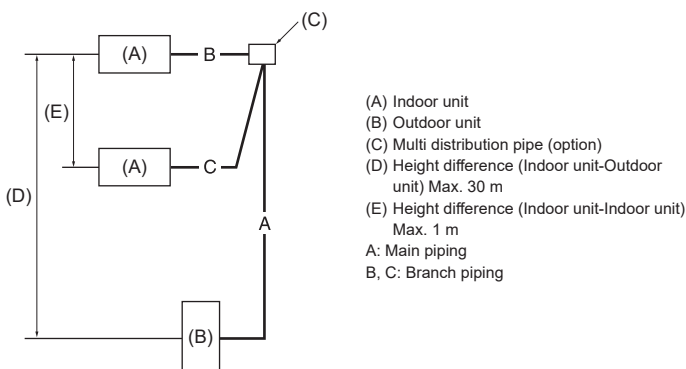 (C)
(A)
B
(E)
(A)
C
(D)
A
(B)
(A) Indoor unit
(B) Outdoor unit
(C) Multi distribution pipe (option)
(D) Height difference (Indoor unit-Outdoor
unit) Max. 30 m
(E) Height difference (Indoor unit-Indoor unit)
Max. 1 m
A: Main piping
B, C: Branch piping